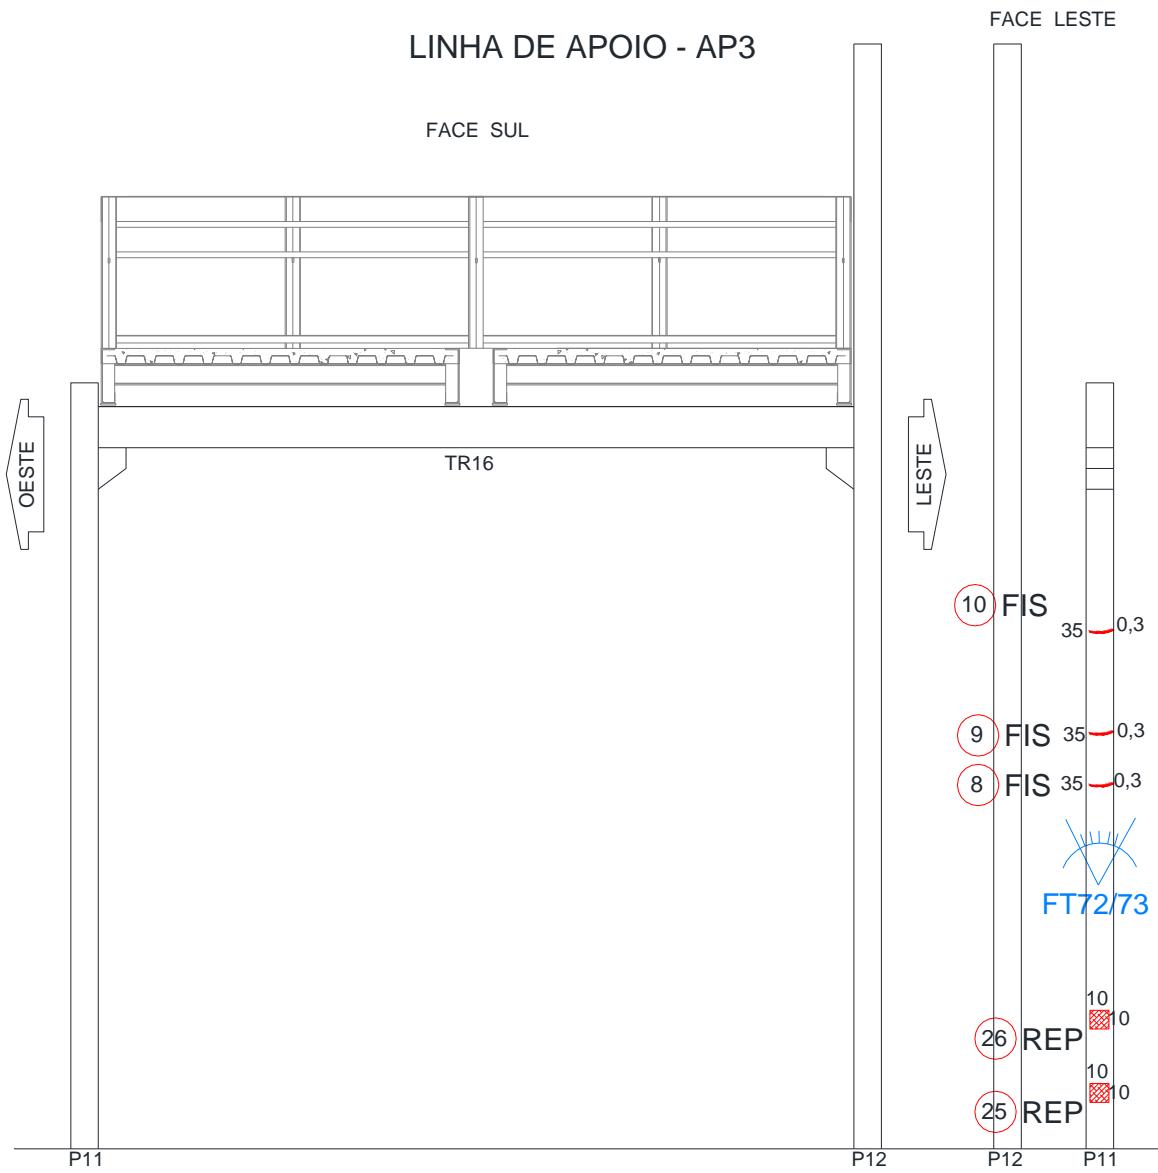 FACE LESTE
LINHA DE APOIO - AP3
FACE SUL
OESTE
TR16
LESTE
10 FIS 35 0,3
9 FIS 35 0,3
8 FIS 35 0,3
FT72/73
10
10
26 REP
10
10
25 REP
P11 P12 P12 P11